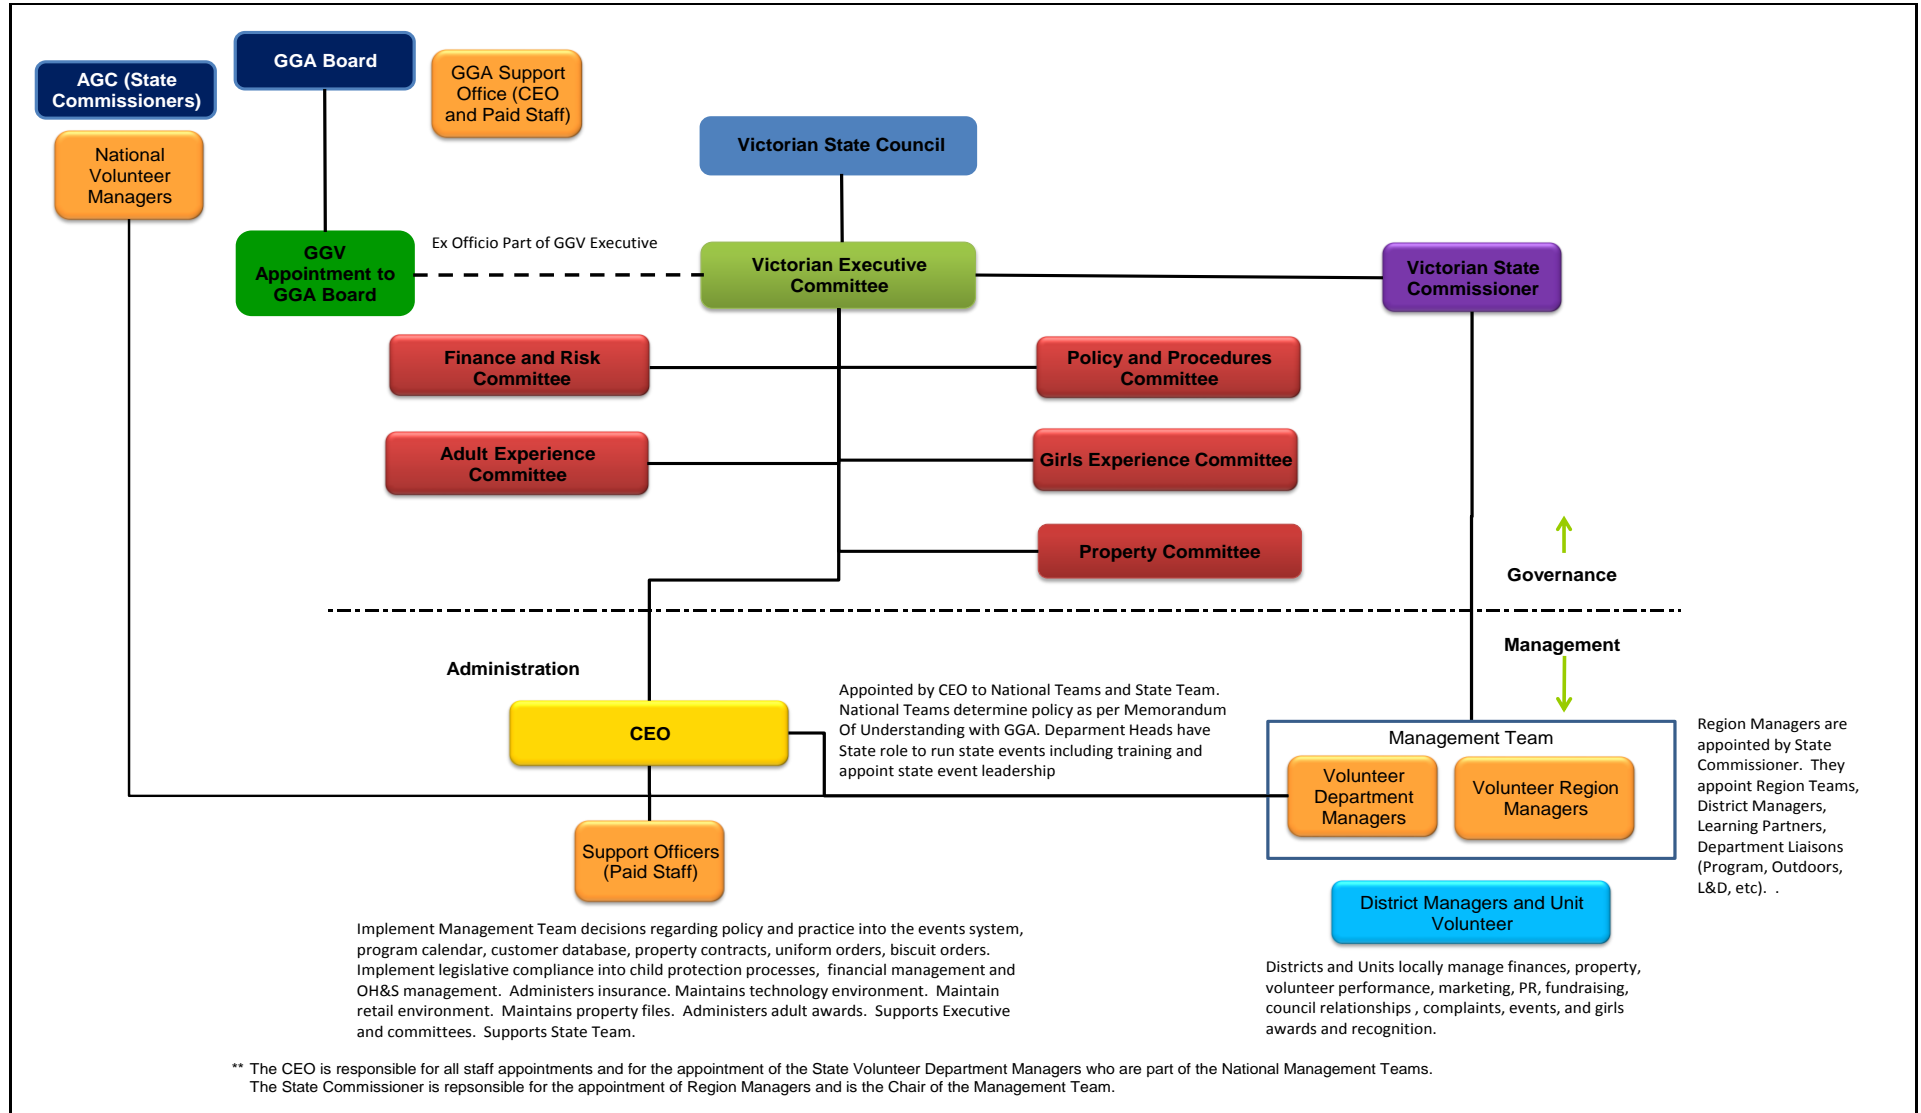 GGA Board
AGC (State
Commissioners)
GGA Support
Office (CEO
and Paid Staff)
National
Volunteer
Managers
Victorian State Council
GGV
Appointment to
GGA Board
Ex Officio Part of GGV Executive
Victorian Executive
Committee
Victorian State
Commissioner
Finance and Risk
Committee
Policy and Procedures
Committee
Adult Experience
Committee
Girls Experience Committee
Property Committee
Governance
Management
Administration
CEO
Appointed by CEO to National Teams and State Team.
National Teams determine policy as per Memorandum
Of Understanding with GGA. Deparment Heads have
State role to run state events including training and
appoint state event leadership
Management Team
Volunteer
Department
Managers
Volunteer Region
Managers
Region Managers are
appointed by State
Commissioner. They
appoint Region Teams,
District Managers,
Learning Partners,
Department Liaisons
(Program, Outdoors,
L&D, etc). .
Support Officers
(Paid Staff)
District Managers and Unit
Volunteer
Implement Management Team decisions regarding policy and practice into the events system,
program calendar, customer database, property contracts, uniform orders, biscuit orders.
Implement legislative compliance into child protection processes, financial management and
OH&S management. Administers insurance. Maintains technology environment. Maintain
retail environment. Maintains property files. Administers adult awards. Supports Executive
and committees. Supports State Team.
Districts and Units locally manage finances, property,
volunteer performance, marketing, PR, fundraising,
council relationships , complaints, events, and girls
awards and recognition.
** The CEO is responsible for all staff appointments and for the appointment of the State Volunteer Department Managers who are part of the National Management Teams.
The State Commissioner is repsonsible for the appointment of Region Managers and is the Chair of the Management Team.